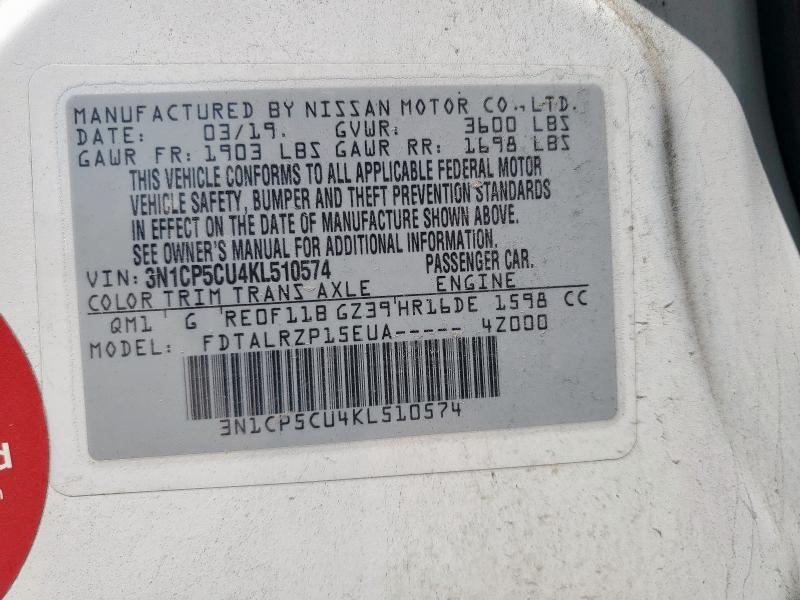 MANUFACTURED BY NISSAN MOTOR CO., LTD.
DATE: 03/19. GVWR: 3600 LBS
GAWR FR: 1903 LBS GAWR RR: 1698 LBS
THIS VEHICLE CONFORMS TO ALL APPLICABLE FEDERAL MOTOR
VEHICLE SAFETY, BUMPER AND THEFT PREVENTION STANDARDS
IN EFFECT ON THE DATE OF MANUFACTURE SHOWN ABOVE.
SEE OWNER'S MANUAL FOR ADDITIONAL INFORMATION.
VIN: 3N1CP5CU4KL510574 PASSENGER CAR.
COLOR TRIM TRANS AXLE ENGINE
QM1 G RE0F11B GZ39 HR16DE 1598 CC
MODEL: FDTALRZP15EUA----- 4Z000
3N1CP5CU4KL510574